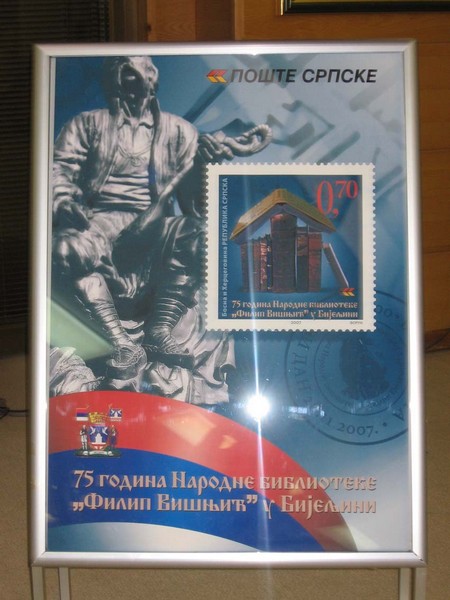 ПОШТЕ СРПСКЕ
0,70
Босна и Херцеговина РЕПУБЛИКА СРПСКА
75 година Народне библиотеке
„Филип Вишњић” у Бијељини
2007
2007.
75 година Народне библиотеке
„Филип Вишњић” у Бијељини